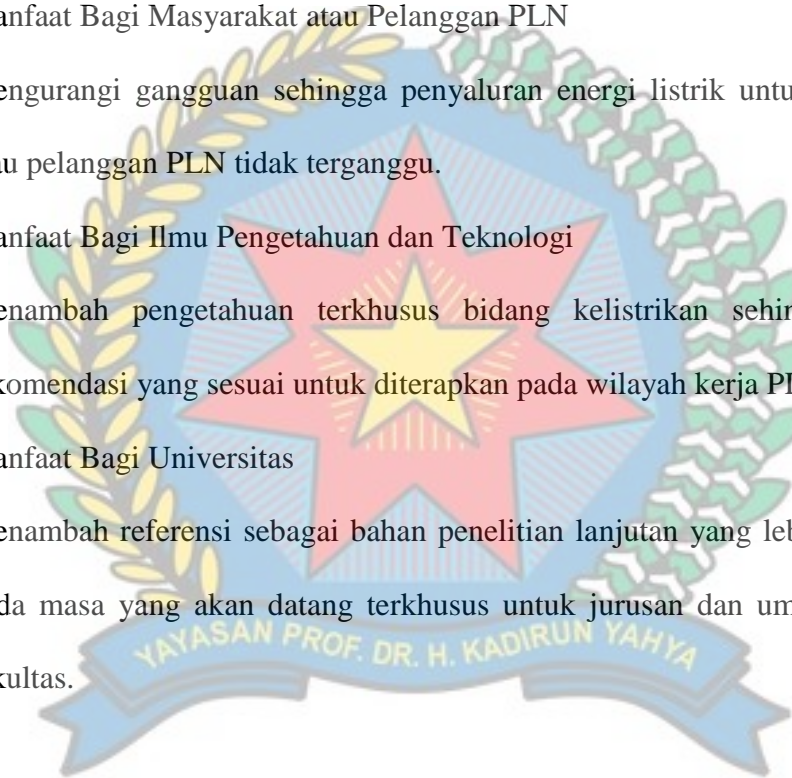 anfaat Bagi Masyarakat atau Pelanggan PLN
engurangi gangguan sehingga penyaluran energi listrik untu
au pelanggan PLN tidak terganggu.
anfaat Bagi Ilmu Pengetahuan dan Teknologi
enambah pengetahuan terkhusus bidang kelistrikan sehin
komendasi yang sesuai untuk diterapkan pada wilayah kerja PL
anfaat Bagi Universitas
enambah referensi sebagai bahan penelitian lanjutan yang leb
da masa yang akan datang terkhusus untuk jurusan dan um
kultas.
YAYASAN PROF. DR. H. KADIRUN YAHYA